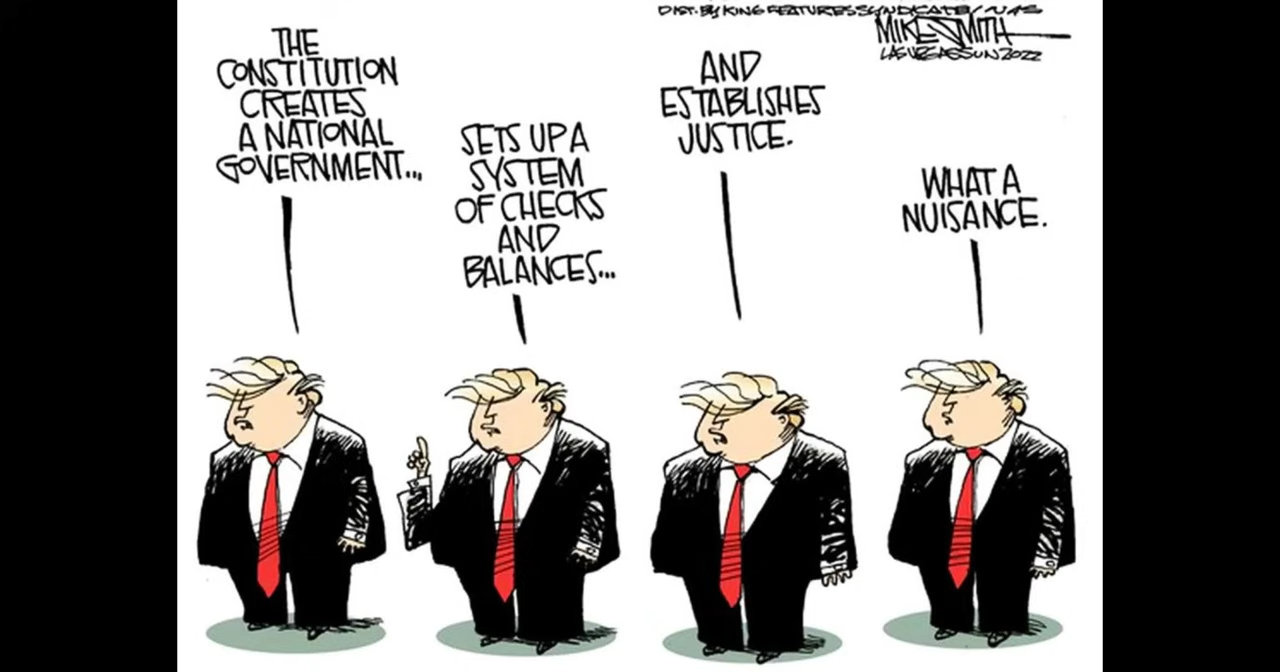 THE
CONSTITUTION
CREATES
A NATIONAL
GOVERNMENT...
SETS UP A
SYSTEM
OF CHECKS
AND
BALANCES...
AND
ESTABLISHES
JUSTICE.
WHAT A
NUISANCE.
DIST. BY KING FEATURES SYNDICATE/
MIKE SMITH
LAS VEGAS SUN 2022